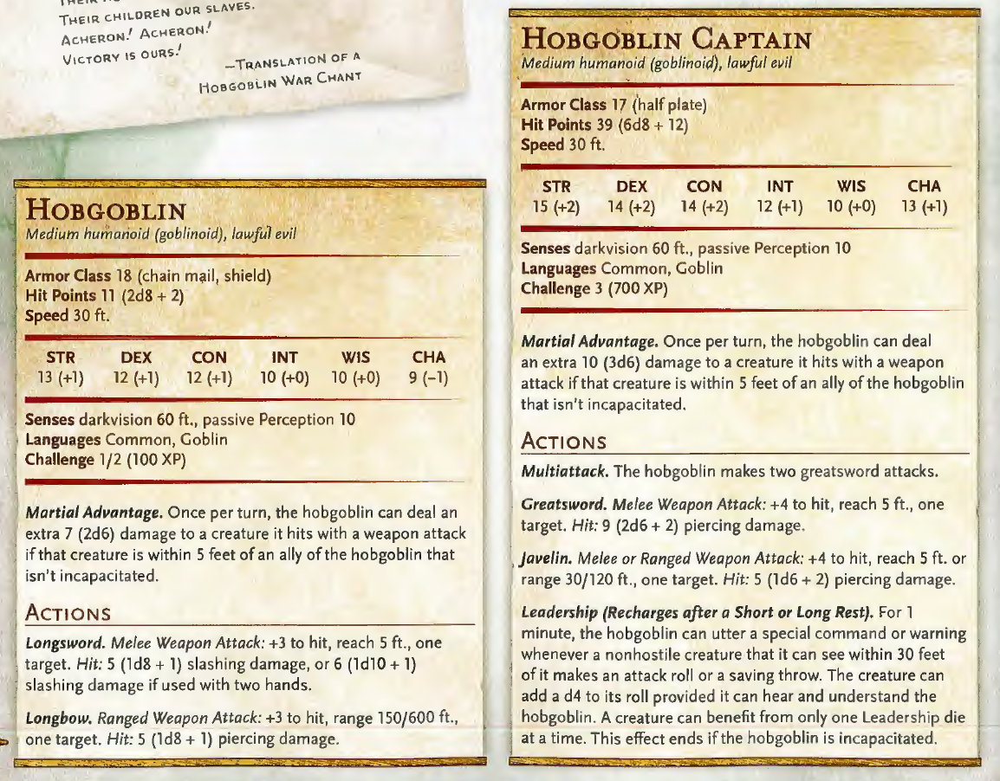 THEIR CHILDREN OUR SLAVES.
ACHERON! ACHERON!
VICTORY IS OURS!
—TRANSLATION OF A
HOBGOBLIN WAR CHANT
HOBGOBLIN
Medium humanoid (goblinoid), lawful evil
Armor Class 18 (chain mail, shield)
Hit Points 11 (2d8 + 2)
Speed 30 ft.
STR DEX CON INT WIS CHA
13 (+1) 12 (+1) 12 (+1) 10 (+0) 10 (+0) 9 (−1)
Senses darkvision 60 ft., passive Perception 10
Languages Common, Goblin
Challenge 1/2 (100 XP)
Martial Advantage. Once per turn, the hobgoblin can deal an
extra 7 (2d6) damage to a creature it hits with a weapon attack
if that creature is within 5 feet of an ally of the hobgoblin that
isn't incapacitated.
ACTIONS
Longsword. Melee Weapon Attack: +3 to hit, reach 5 ft., one
target. Hit: 5 (1d8 + 1) slashing damage, or 6 (1d10 + 1)
slashing damage if used with two hands.
Longbow. Ranged Weapon Attack: +3 to hit, range 150/600 ft.,
one target. Hit: 5 (1d8 + 1) piercing damage.
HOBGOBLIN CAPTAIN
Medium humanoid (goblinoid), lawful evil
Armor Class 17 (half plate)
Hit Points 39 (6d8 + 12)
Speed 30 ft.
STR DEX CON INT WIS CHA
15 (+2) 14 (+2) 14 (+2) 12 (+1) 10 (+0) 13 (+1)
Senses darkvision 60 ft., passive Perception 10
Languages Common, Goblin
Challenge 3 (700 XP)
Martial Advantage. Once per turn, the hobgoblin can deal
an extra 10 (3d6) damage to a creature it hits with a weapon
attack if that creature is within 5 feet of an ally of the hobgoblin
that isn't incapacitated.
ACTIONS
Multiattack. The hobgoblin makes two greatsword attacks.
Greatsword. Melee Weapon Attack: +4 to hit, reach 5 ft., one
target. Hit: 9 (2d6 + 2) piercing damage.
Javelin. Melee or Ranged Weapon Attack: +4 to hit, reach 5 ft. or
range 30/120 ft., one target. Hit: 5 (1d6 + 2) piercing damage.
Leadership (Recharges after a Short or Long Rest). For 1
minute, the hobgoblin can utter a special command or warning
whenever a nonhostile creature that it can see within 30 feet
of it makes an attack roll or a saving throw. The creature can
add a d4 to its roll provided it can hear and understand the
hobgoblin. A creature can benefit from only one Leadership die
at a time. This effect ends if the hobgoblin is incapacitated.